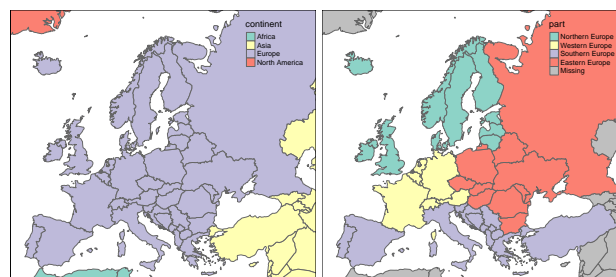 continent
Africa
Asia
Europe
North America
part
Northern Europe
Western Europe
Southern Europe
Eastern Europe
Missing